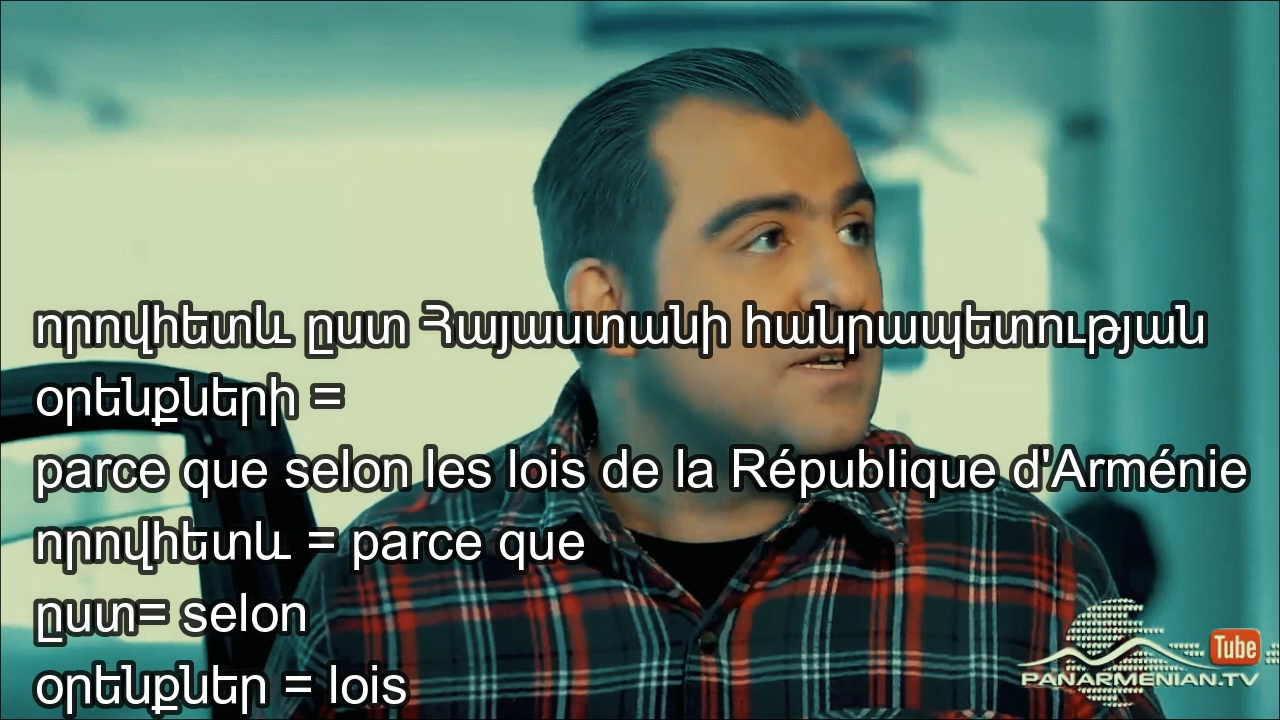 որովհետև ըստ Հայաստանի հանրապետության
օրենքների =
parce que selon les lois de la République d'Arménie
որովհետև = parce que
ըստ= selon
օրենքներ = lois
Tube
PANARMENIAN.TV